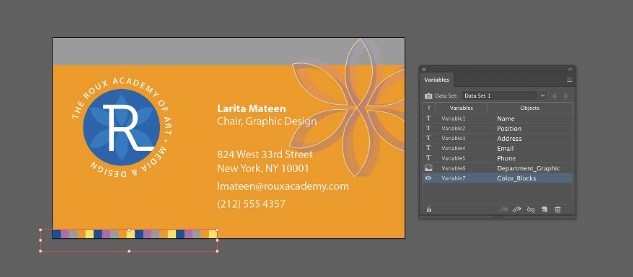 THE ROUX ACADEMY OF ART • MEDIA & DESIGN
R
Larita Mateen
Chair, Graphic Design
824 West 33rd Street
New York, NY 10001
lmateen@rouxacademy.com
(212) 555 4357
Variables
Data Set: Data Set 1
T Variables Objects
T Variable1 Name
T Variable2 Position
T Variable3 Address
T Variable4 Email
T Variable5 Phone
Variable6 Department_Graphic
Variable7 Color_Blocks